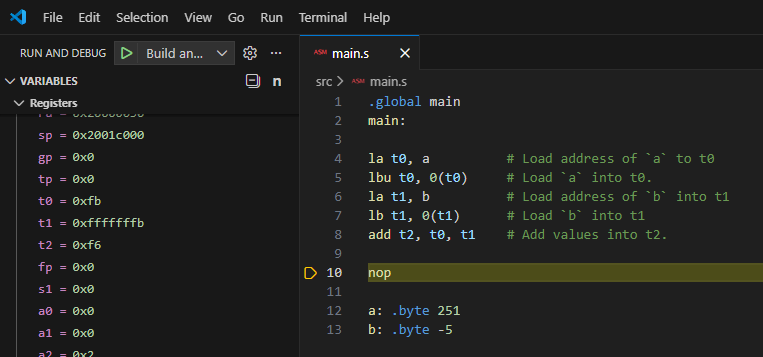 File Edit Selection View Go Run Terminal Help
RUN AND DEBUG Build an... ...
VARIABLES n
Registers
sp = 0x2001c000
gp = 0x0
tp = 0x0
t0 = 0xfb
t1 = 0xfffffffb
t2 = 0xf6
fp = 0x0
s1 = 0x0
a0 = 0x0
a1 = 0x0
a2 = 0x2
ASM main.s
src > ASM main.s
1 .global main
2 main:
3
4 la t0, a # Load address of `a` to t0
5 lbu t0, 0(t0) # Load `a` into t0.
6 la t1, b # Load address of `b` into t1
7 lb t1, 0(t1) # Load `b` into t1
8 add t2, t0, t1 # Add values into t2.
9
10 nop
11
12 a: .byte 251
13 b: .byte -5